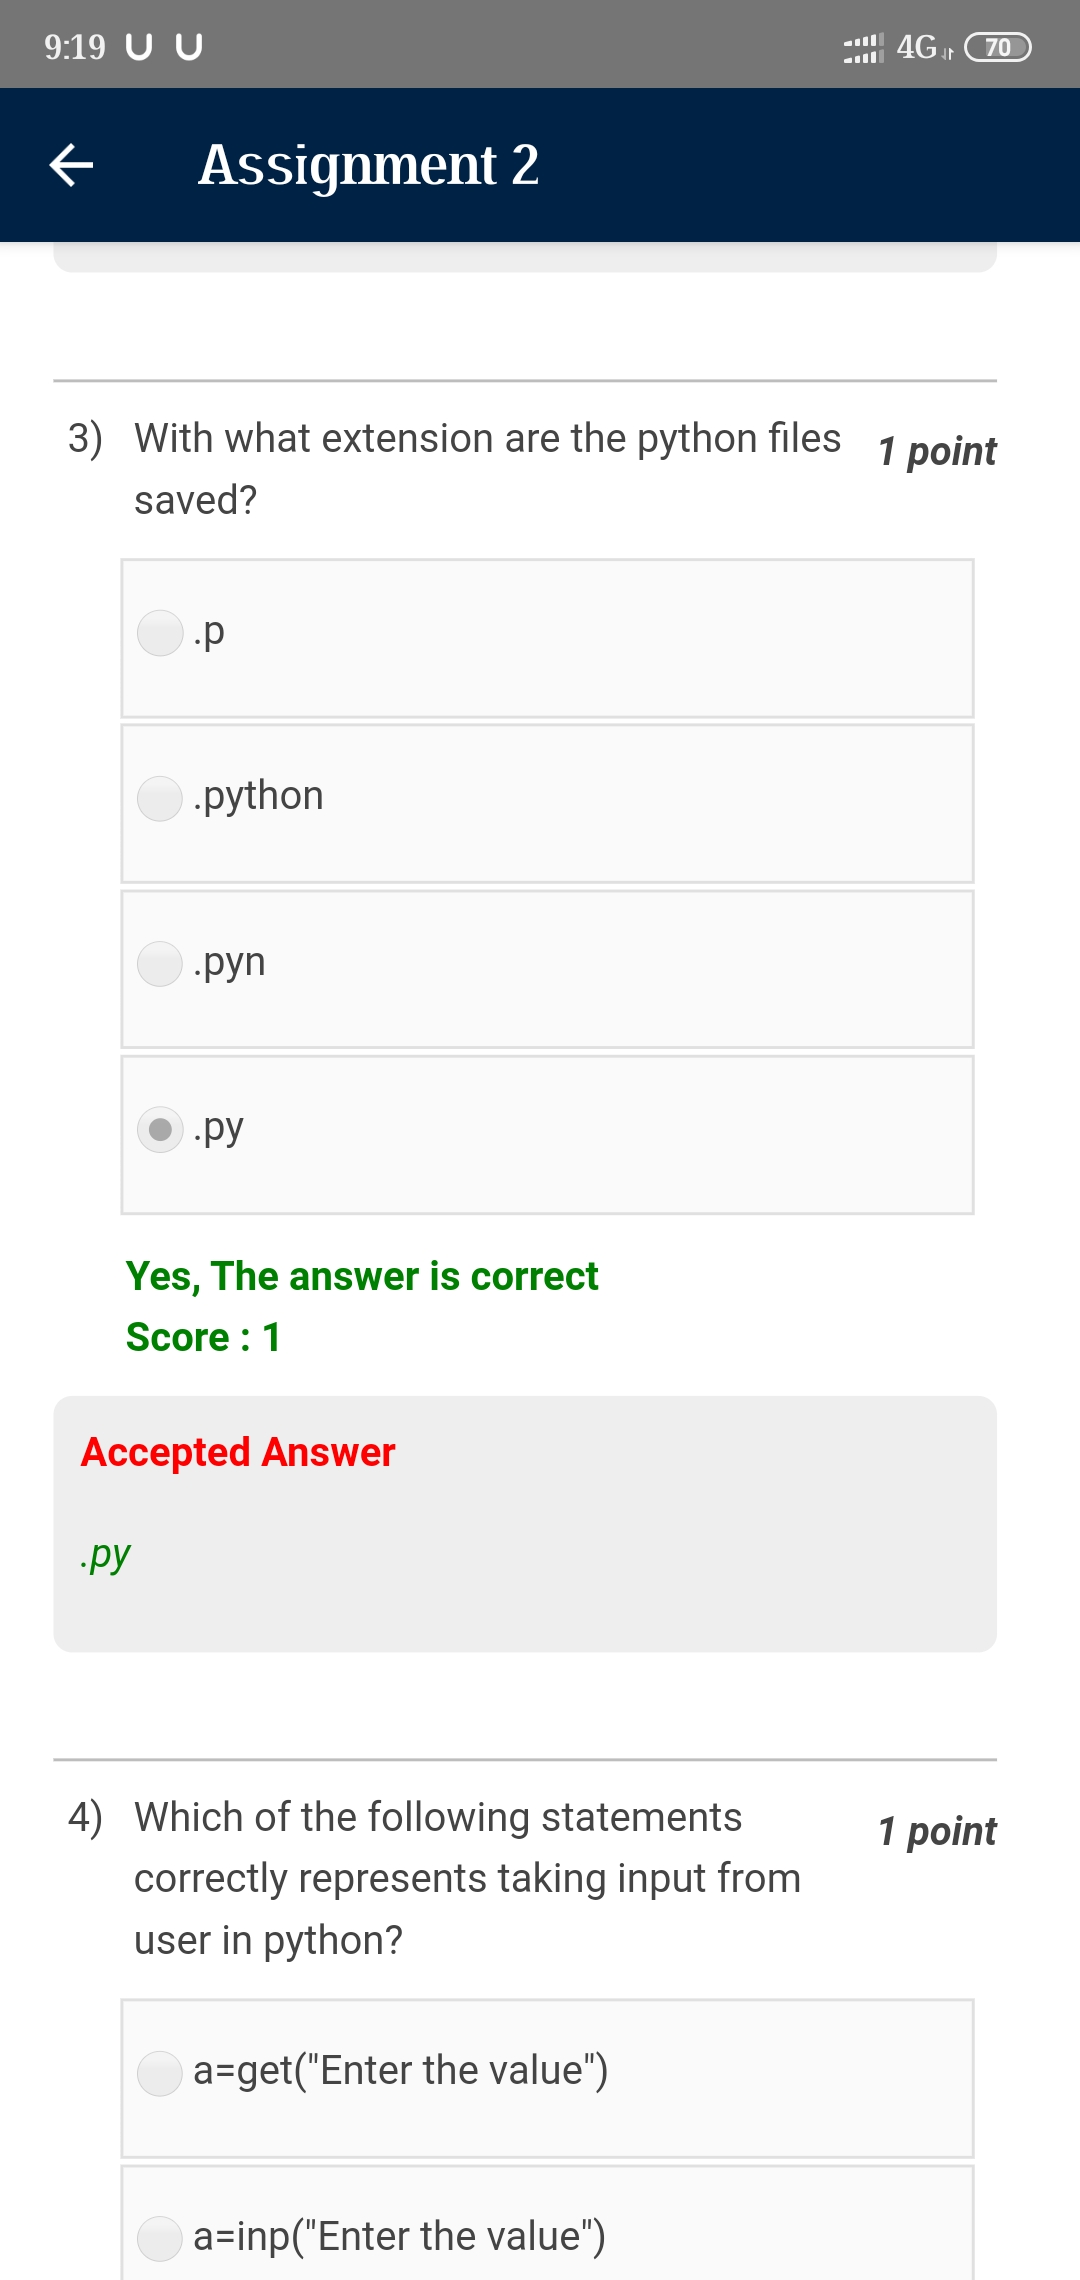 9:19 4G 70
Assignment 2
3) With what extension are the python files 1 point
saved?
.p
.python
.pyn
.py
Yes, The answer is correct
Score : 1
Accepted Answer
.py
4) Which of the following statements 1 point
correctly represents taking input from
user in python?
a=get("Enter the value")
a=inp("Enter the value")